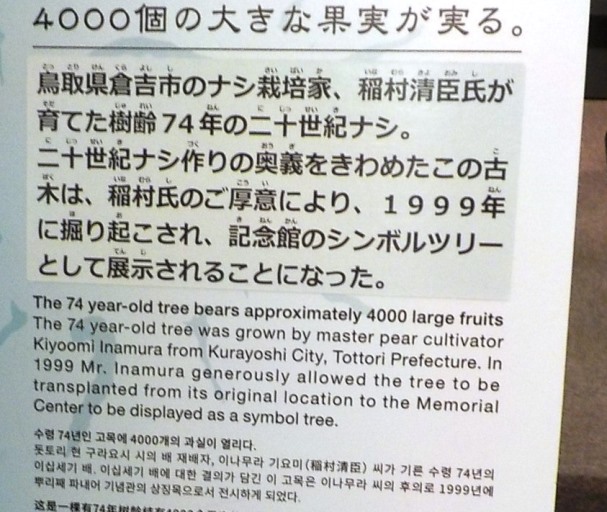 4000個の大きな果実が実る。
鳥取県倉吉市のナシ栽培家、稲村清臣氏が
育てた樹齢74年の二十世紀ナシ。
二十世紀ナシ作りの奥義をきわめたこの古
木は、稲村氏のご厚意により、1999年
に掘り起こされ、記念館のシンボルツリー
として展示されることになった。
The 74 year-old tree bears approximately 4000 large fruits
The 74 year-old tree was grown by master pear cultivator
Kiyoomi Inamura from Kurayoshi City, Tottori Prefecture. In
1999 Mr. Inamura generously allowed the tree to be
transplanted from its original location to the Memorial
Center to be displayed as a symbol tree.
수령 74년인 고목에 4000개의 과실이 열리다.
돗토리 현 구라요시 시의 배 재배자, 이나무라 기요미(稲村清臣) 씨가 기른 수령 74년의
이십세기 배. 이십세기 배에 대한 결의가 담긴 이 고목은 이나무라 씨의 후의로 1999년에
뿌리째 파내어 기념관의 상징목으로서 전시하게 되었다.
这是一棵有74年树龄